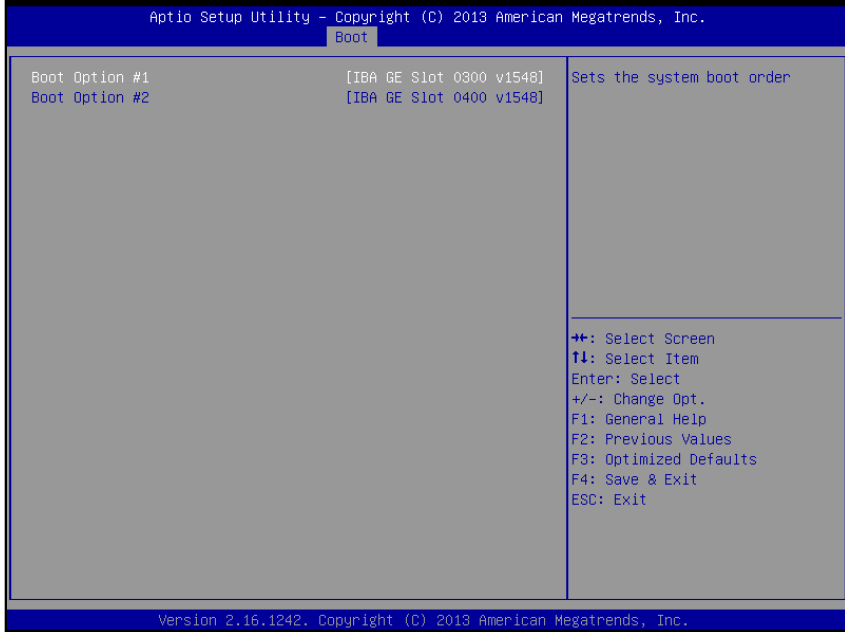 Aptio Setup Utility – Copyright (C) 2013 American Megatrends, Inc.
Boot
Boot Option #1 [IBA GE Slot 0300 v1548]
Boot Option #2 [IBA GE Slot 0400 v1548]
Sets the system boot order
→←: Select Screen
↑↓: Select Item
Enter: Select
+/-: Change Opt.
F1: General Help
F2: Previous Values
F3: Optimized Defaults
F4: Save & Exit
ESC: Exit
Version 2.16.1242. Copyright (C) 2013 American Megatrends, Inc.